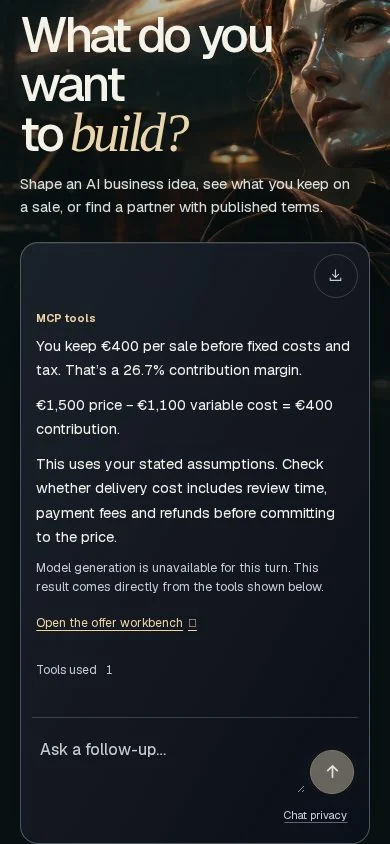 What do you
want
to build?
Shape an AI business idea, see what you keep on
a sale, or find a partner with published terms.
MCP tools
You keep €400 per sale before fixed costs and
tax. That's a 26.7% contribution margin.
€1,500 price – €1,100 variable cost = €400
contribution.
This uses your stated assumptions. Check
whether delivery cost includes review time,
payment fees and refunds before committing
to the price.
Model generation is unavailable for this turn. This
result comes directly from the tools shown below.
Open the offer workbench
Tools used 1
Ask a follow-up...
Chat privacy